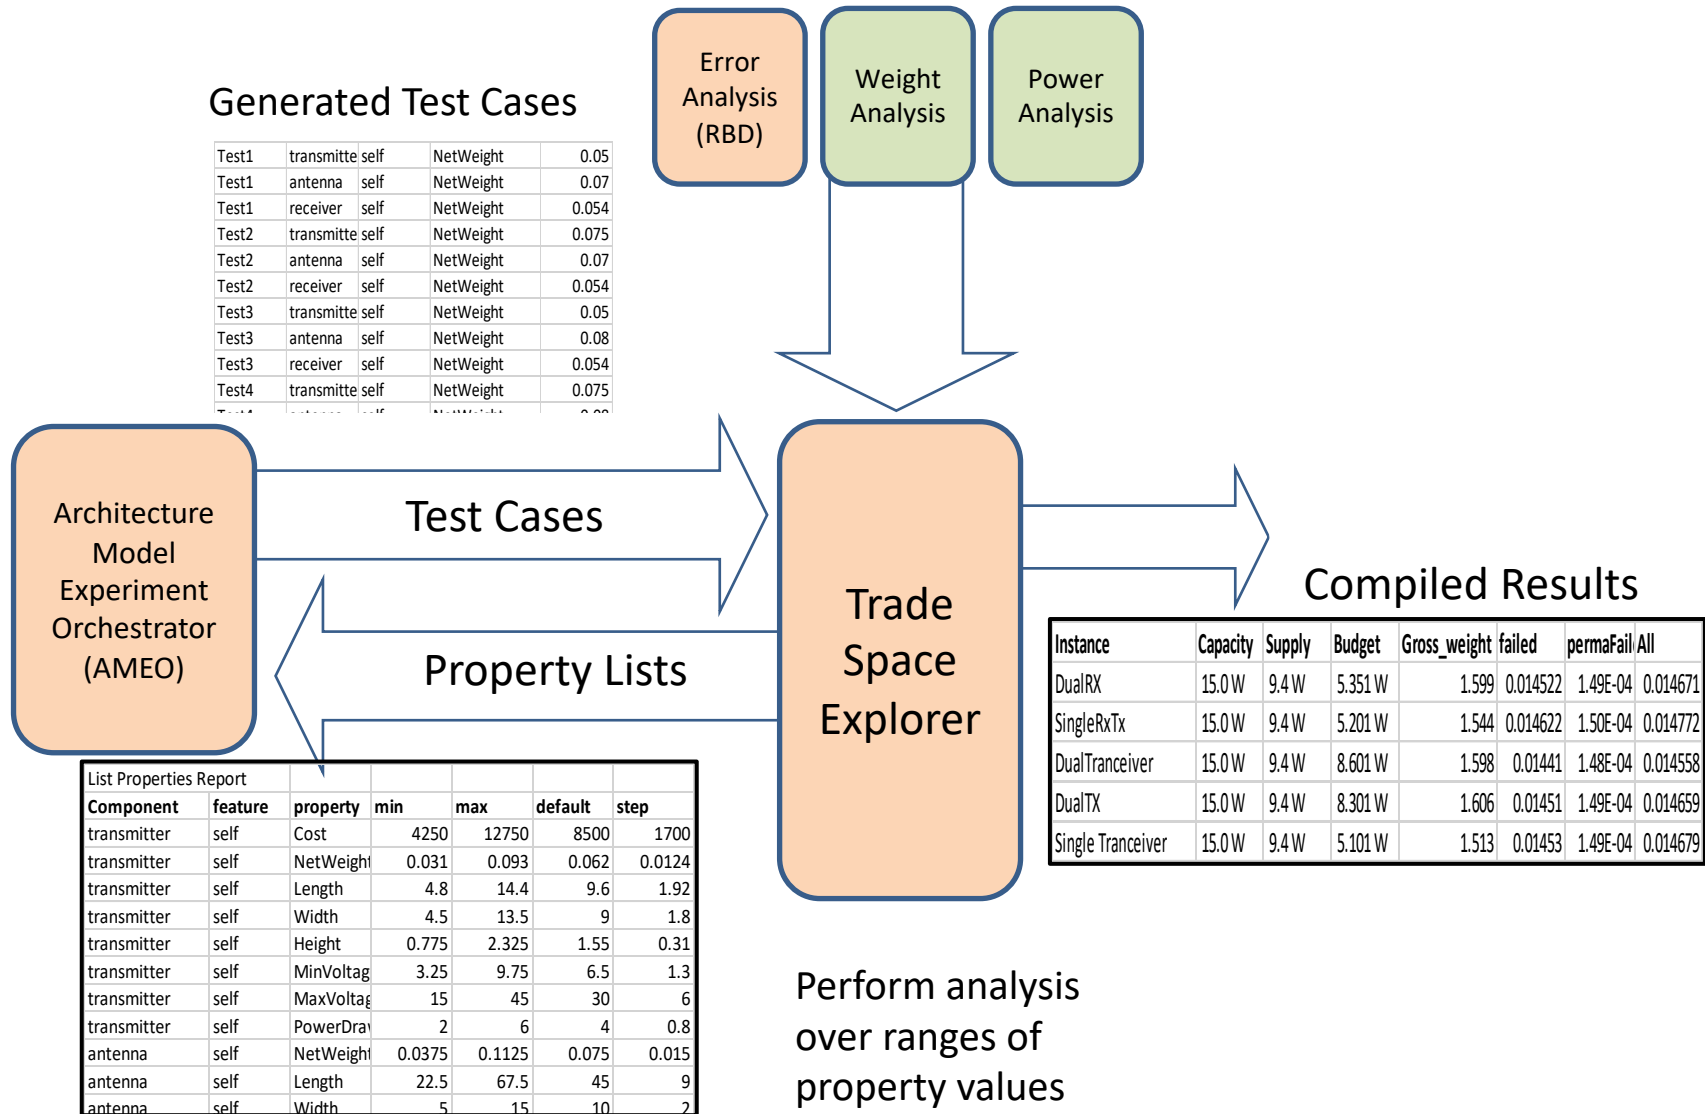 Error
Analysis
(RBD)
Weight
Analysis
Power
Analysis
Generated Test Cases
Test1 transmitte self NetWeight 0.05
Test1 antenna self NetWeight 0.07
Test1 receiver self NetWeight 0.054
Test2 transmitte self NetWeight 0.075
Test2 antenna self NetWeight 0.07
Test2 receiver self NetWeight 0.054
Test3 transmitte self NetWeight 0.05
Test3 antenna self NetWeight 0.08
Test3 receiver self NetWeight 0.054
Test4 transmitte self NetWeight 0.075
Architecture
Model
Experiment
Orchestrator
(AMEO)
Test Cases
Property Lists
Trade
Space
Explorer
Compiled Results
Instance Capacity Supply Budget Gross_weight failed permaFail All
DualRX 15.0 W 9.4 W 5.351 W 1.599 0.014522 1.49E-04 0.014671
SingleRxTx 15.0 W 9.4 W 5.201 W 1.544 0.014622 1.50E-04 0.014772
DualTranceiver 15.0 W 9.4 W 8.601 W 1.598 0.01441 1.48E-04 0.014558
DualTX 15.0 W 9.4 W 8.301 W 1.606 0.01451 1.49E-04 0.014659
Single Tranceiver 15.0 W 9.4 W 5.101 W 1.513 0.01453 1.49E-04 0.014679
List Properties Report
Component feature property min max default step
transmitter self Cost 4250 12750 8500 1700
transmitter self NetWeight 0.031 0.093 0.062 0.0124
transmitter self Length 4.8 14.4 9.6 1.92
transmitter self Width 4.5 13.5 9 1.8
transmitter self Height 0.775 2.325 1.55 0.31
transmitter self MinVoltag 3.25 9.75 6.5 1.3
transmitter self MaxVoltag 15 45 30 6
transmitter self PowerDraw 2 6 4 0.8
antenna self NetWeight 0.0375 0.1125 0.075 0.015
antenna self Length 22.5 67.5 45 9
antenna self Width 5 15 10 2
Perform analysis
over ranges of
property values